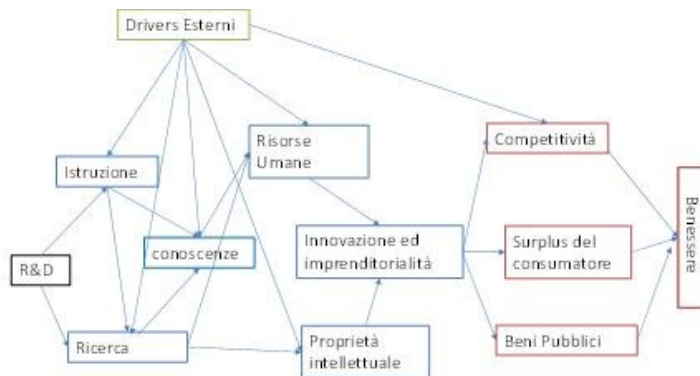 Drivers Esterni
Risorse
Umane
Competitività
Istruzione
Benessere
conoscenze
Innovazione ed
imprenditorialità
Surplus del
consumatore
R&D
Ricerca
Proprietà
intellettuale
Beni Pubblici